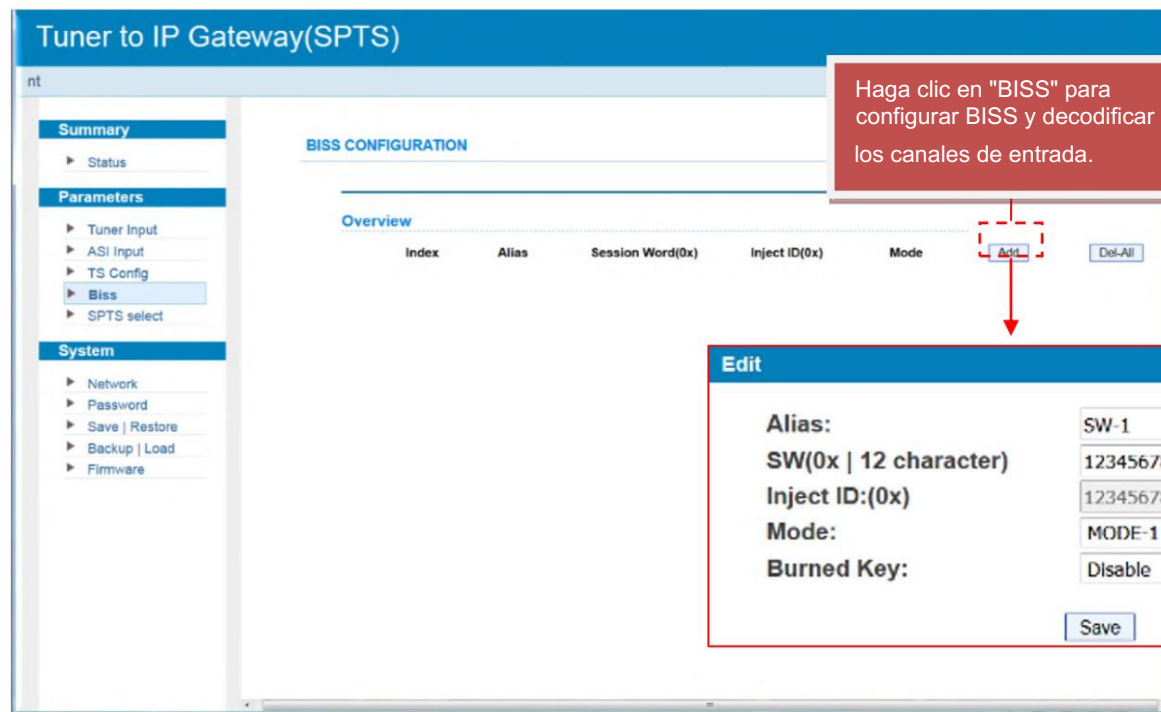 Tuner to IP Gateway(SPTS)
nt
Haga clic en "BISS" para
configurar BISS y decodificar
los canales de entrada.
Summary
Status
Parameters
Tuner Input
ASI Input
TS Config
Biss
SPTS select
System
Network
Password
Save | Restore
Backup | Load
Firmware
BISS CONFIGURATION
Overview
Index Alias Session Word(0x) Inject ID(0x) Mode Add Del-All
Edit
Alias: SW-1
SW(0x | 12 character) 1234567
Inject ID:(0x) 1234567
Mode: MODE-1
Burned Key: Disable
Save